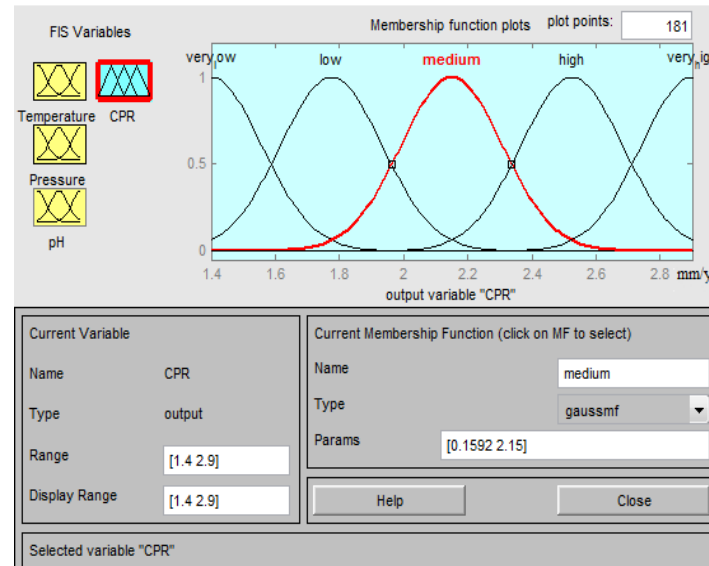 FIS Variables
Membership function plots plot points: 181
very_low low medium high very_hig
1
0.5
0
Temperature CPR
Pressure
pH
1.4 1.6 1.8 2 2.2 2.4 2.6 2.8 mm/y
output variable "CPR"
Current Variable
Name CPR
Type output
Range [1.4 2.9]
Display Range [1.4 2.9]
Current Membership Function (click on MF to select)
Name medium
Type gaussmf
Params [0.1592 2.15]
Help Close
Selected variable "CPR"